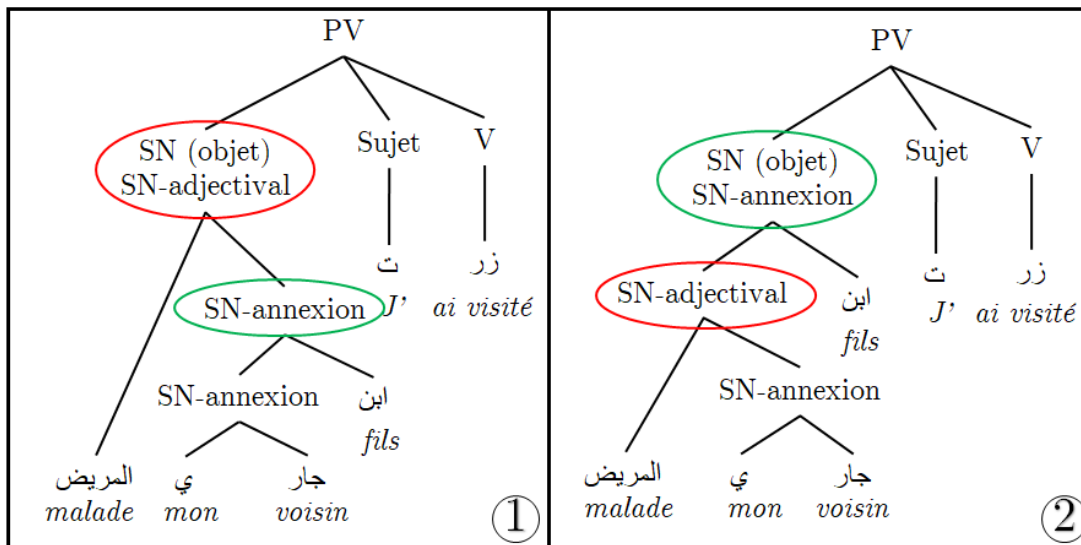 PV
SN (objet) Sujet V
SN-adjectival
ت زر
SN-annexion J' ai visité
SN-annexion ابن
fils
المريض ي جار
malade mon voisin
1
PV
SN (objet) Sujet V
SN-annexion
ت زر
SN-adjectival ابن J' ai visité
fils
SN-annexion
المريض ي جار
malade mon voisin
2